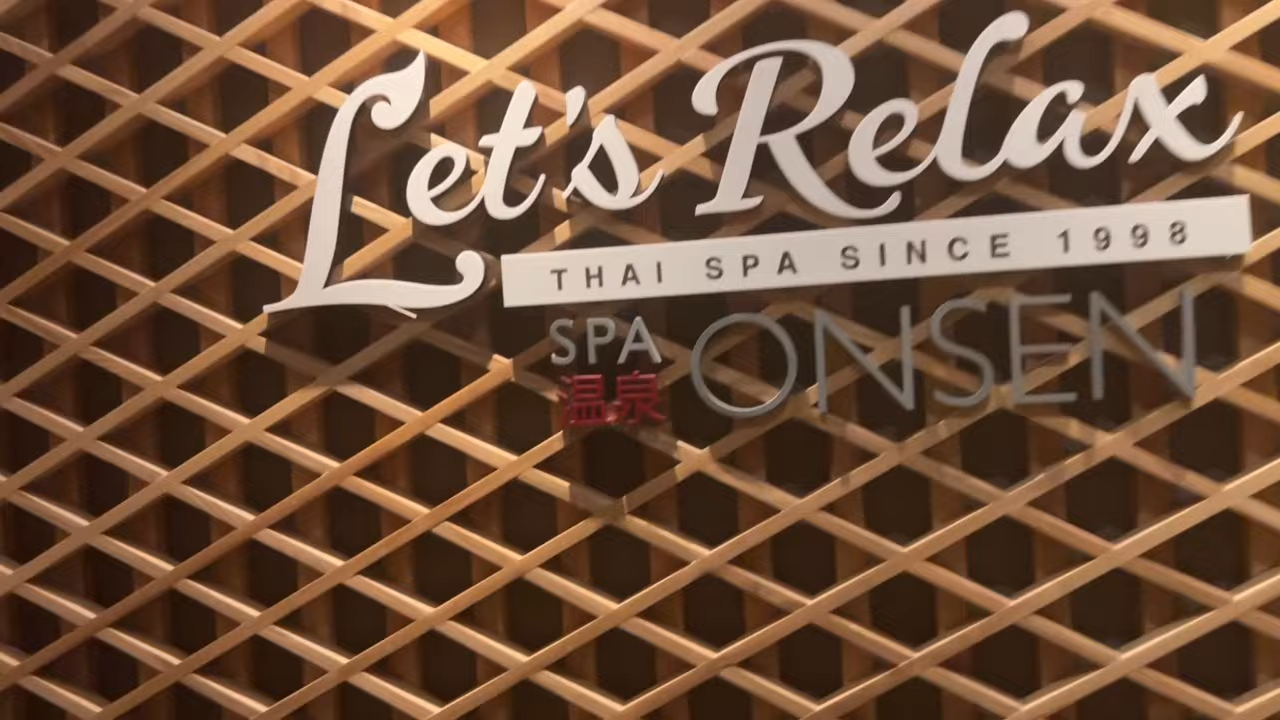 Let's Relax
THAI SPA SINCE 1998
SPA ONSEN
温泉